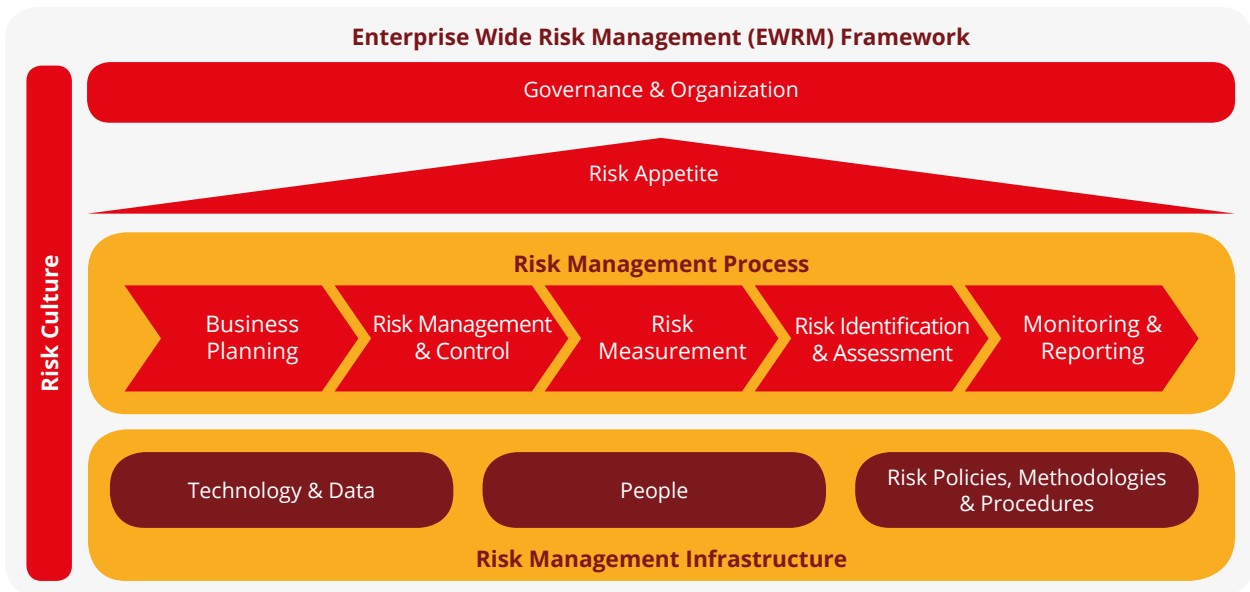 Enterprise Wide Risk Management (EWRM) Framework
Governance & Organization
Risk Appetite
Risk Culture
Risk Management Process
Business
Planning
Risk Management
& Control
Risk
Measurement
Risk Identification
& Assessment
Monitoring &
Reporting
Technology & Data
People
Risk Policies, Methodologies
& Procedures
Risk Management Infrastructure